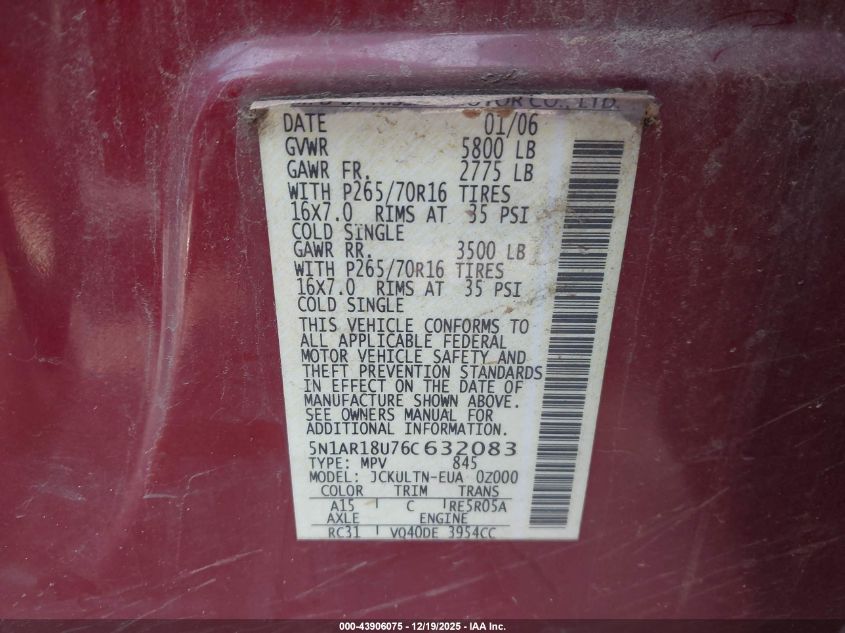 MOTOR CO., LTD.
DATE 01/06
GVWR 5800 LB
GAWR FR. 2775 LB
WITH P265/70R16 TIRES
16X7.0 RIMS AT 35 PSI
COLD SINGLE
GAWR RR. 3500 LB
WITH P265/70R16 TIRES
16X7.0 RIMS AT 35 PSI
COLD SINGLE
THIS VEHICLE CONFORMS TO
ALL APPLICABLE FEDERAL
MOTOR VEHICLE SAFETY AND
THEFT PREVENTION STANDARDS
IN EFFECT ON THE DATE OF
MANUFACTURE SHOWN ABOVE.
SEE OWNERS MANUAL FOR
ADDITIONAL INFORMATION.
5N1AR18U76C632083
TYPE: MPV 845
MODEL: JCKULTN-EUA 0Z000
COLOR TRIM TRANS
A15 C RE5R05A
AXLE ENGINE
RC31 VQ40DE 3954CC
000-43906075 — 12/19/2025 - IAA Inc.